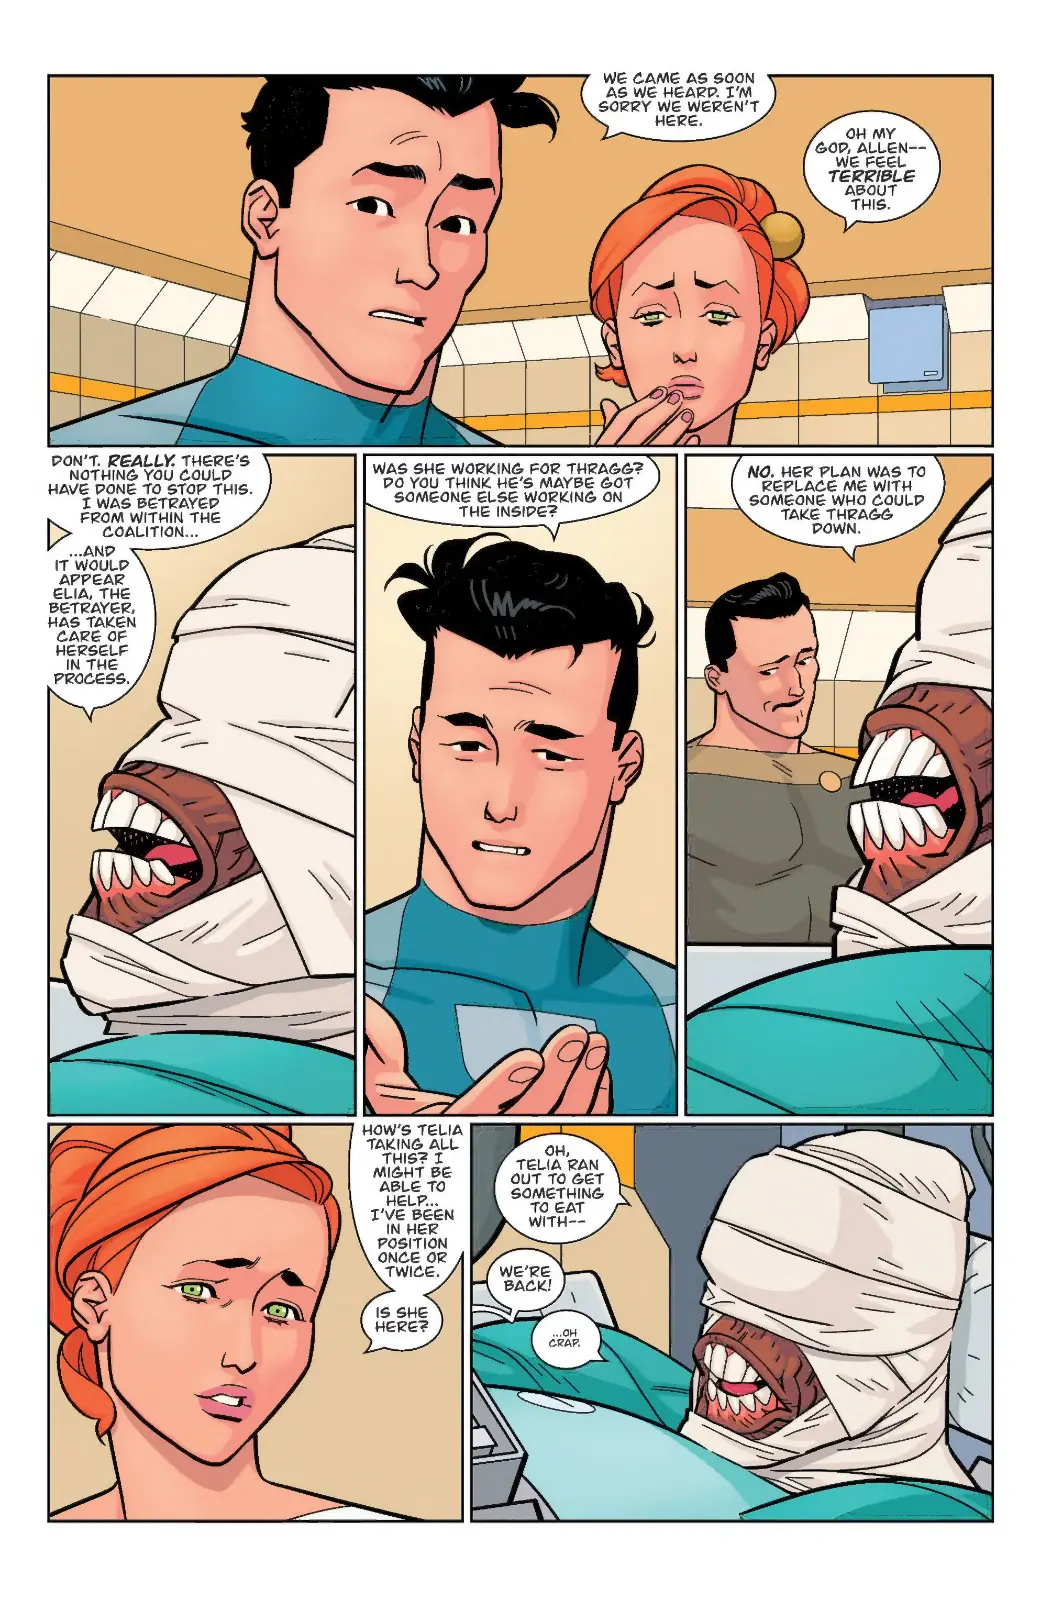 WE CAME AS SOON
AS WE HEARD. I'M
SORRY WE WEREN'T
HERE.
OH MY
GOD, ALLEN--
WE FEEL
TERRIBLE
ABOUT
THIS.
DON'T. REALLY. THERE'S
NOTHING YOU COULD
HAVE DONE TO STOP THIS.
I WAS BETRAYED
FROM WITHIN THE
COALITION...
...AND
IT WOULD
APPEAR
ELIA, THE
BETRAYER,
HAS TAKEN
CARE OF
HERSELF
IN THE
PROCESS.
WAS SHE WORKING FOR THRAGG?
DO YOU THINK HE'S MAYBE GOT
SOMEONE ELSE WORKING ON
THE INSIDE?
NO. HER PLAN WAS TO
REPLACE ME WITH
SOMEONE WHO COULD
TAKE THRAGG
DOWN.
HOW'S TELIA
TAKING ALL
THIS? I
MIGHT BE
ABLE TO
HELP...
I'VE BEEN
IN HER
POSITION
ONCE OR
TWICE.
IS SHE
HERE?
OH,
TELIA RAN
OUT TO GET
SOMETHING
TO EAT
WITH--
WE'RE
BACK!
...OH
CRAP.